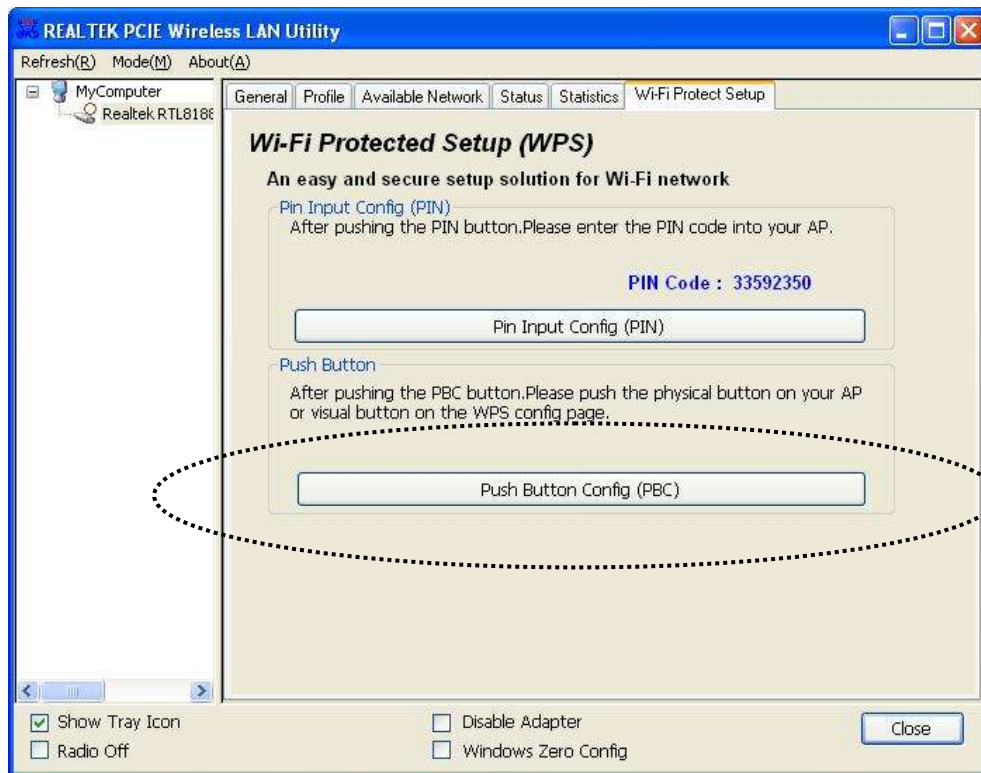 REALTEK PCIE Wireless LAN Utility
Refresh(R) Mode(M) About(A)
MyComputer
Realtek RTL8188
General Profile Available Network Status Statistics Wi-Fi Protect Setup
Wi-Fi Protected Setup (WPS)
An easy and secure setup solution for Wi-Fi network
Pin Input Config (PIN)
After pushing the PIN button.Please enter the PIN code into your AP.
PIN Code : 33592350
Pin Input Config (PIN)
Push Button
After pushing the PBC button.Please push the physical button on your AP
or visual button on the WPS config page.
Push Button Config (PBC)
Show Tray Icon
Radio Off
Disable Adapter
Windows Zero Config
Close